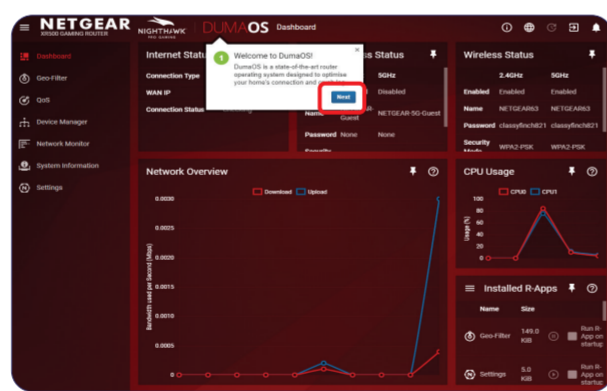 NETGEAR
XR500 GAMING ROUTER
NIGHTHAWK
PRO GAMING
DUMAOS Dashboard
Dashboard
Geo-Filter
QoS
Device Manager
Network Monitor
System Information
Settings
Internet Statu
Connection Type
WAN IP
Connection Status
1
Welcome to DumaOS!
DumaOS is a state-of-the-art router
operating system designed to optimise
your home's connection and
Next
ss Status
5GHz
Disabled
Name
Guest
NETGEAR-5G-Guest
Password None None
Security
Wireless Status
2.4GHz 5GHz
Enabled Enabled Enabled
Name NETGEAR63 NETGEAR63
Password classyfinch821 classyfinch821
Security
Mode
WPA2-PSK WPA2-PSK
Network Overview
Download Upload
Bandwidth used per Second (Mbps)
0.0030
0.0025
0.0020
0.0015
0.0010
0.0005
0
CPU Usage
CPU0 CPU1
Usage (%)
100
80
60
40
20
0
Installed R-Apps
Name Size
Geo-Filter
149.0
KiB
Run R-
App on
startup
Settings
5.0
KiB
Run R-
App on
startup